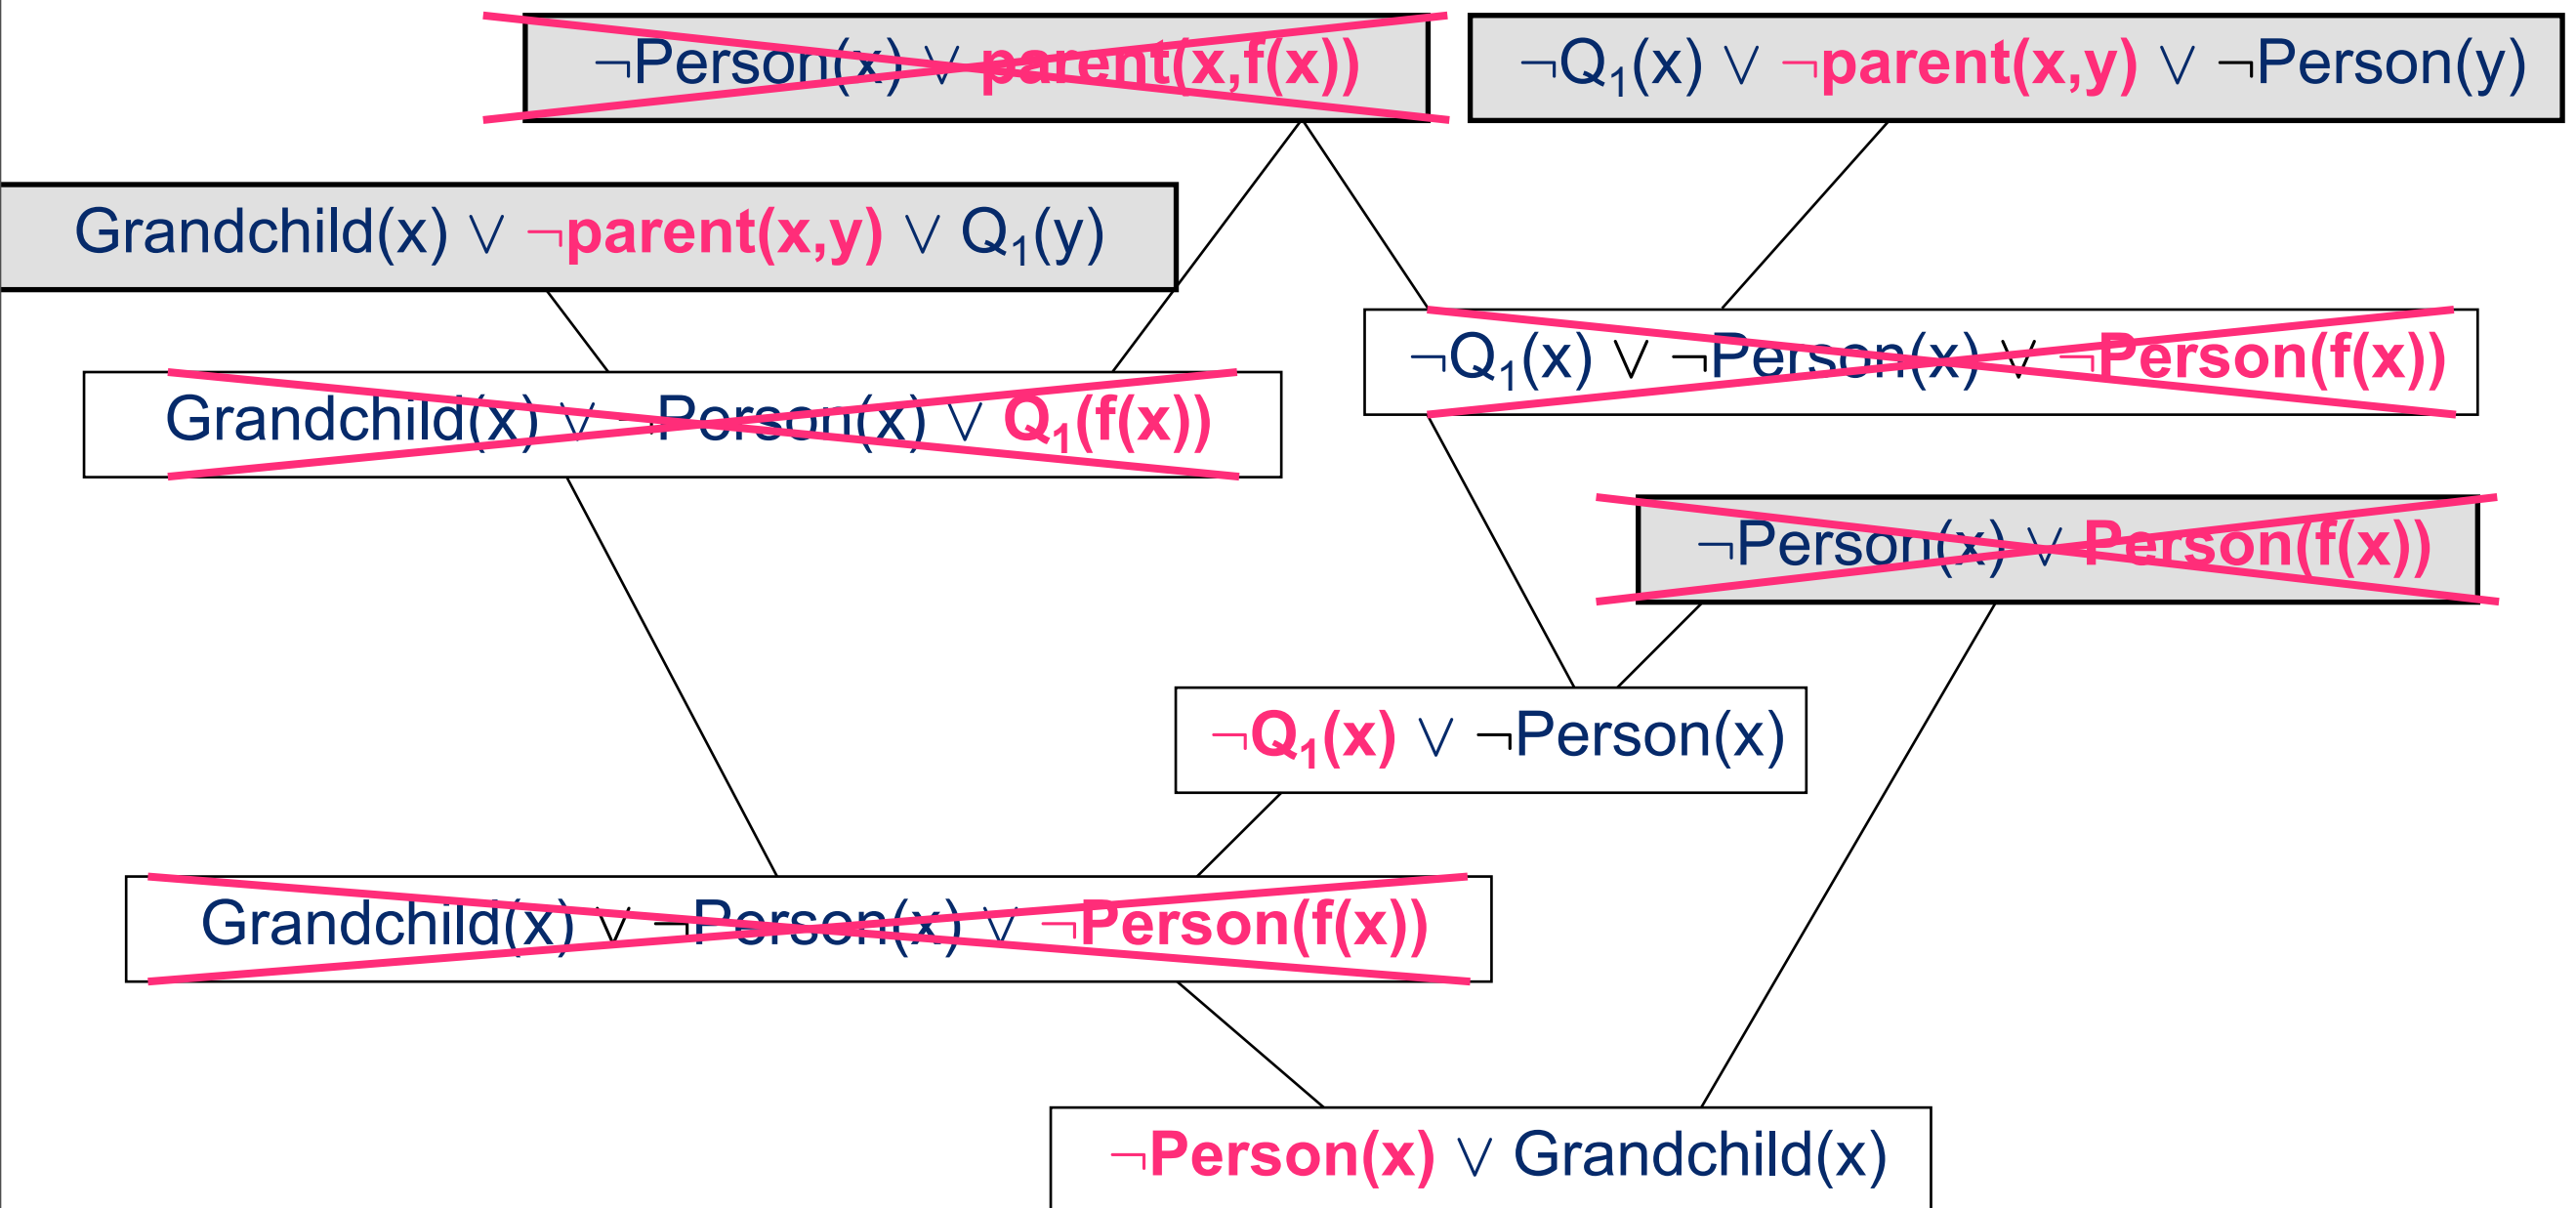 ¬Person(x) ∨ parent(x,f(x))
¬Q₁(x) ∨ ¬parent(x,y) ∨ ¬Person(y)
Grandchild(x) ∨ ¬parent(x,y) ∨ Q₁(y)
¬Q₁(x) ∨ ¬Person(x) ∨ ¬Person(f(x))
Grandchild(x) ∨ ¬Person(x) ∨ Q₁(f(x))
¬Person(x) ∨ Person(f(x))
¬Q₁(x) ∨ ¬Person(x)
Grandchild(x) ∨ ¬Person(x) ∨ ¬Person(f(x))
¬Person(x) ∨ Grandchild(x)